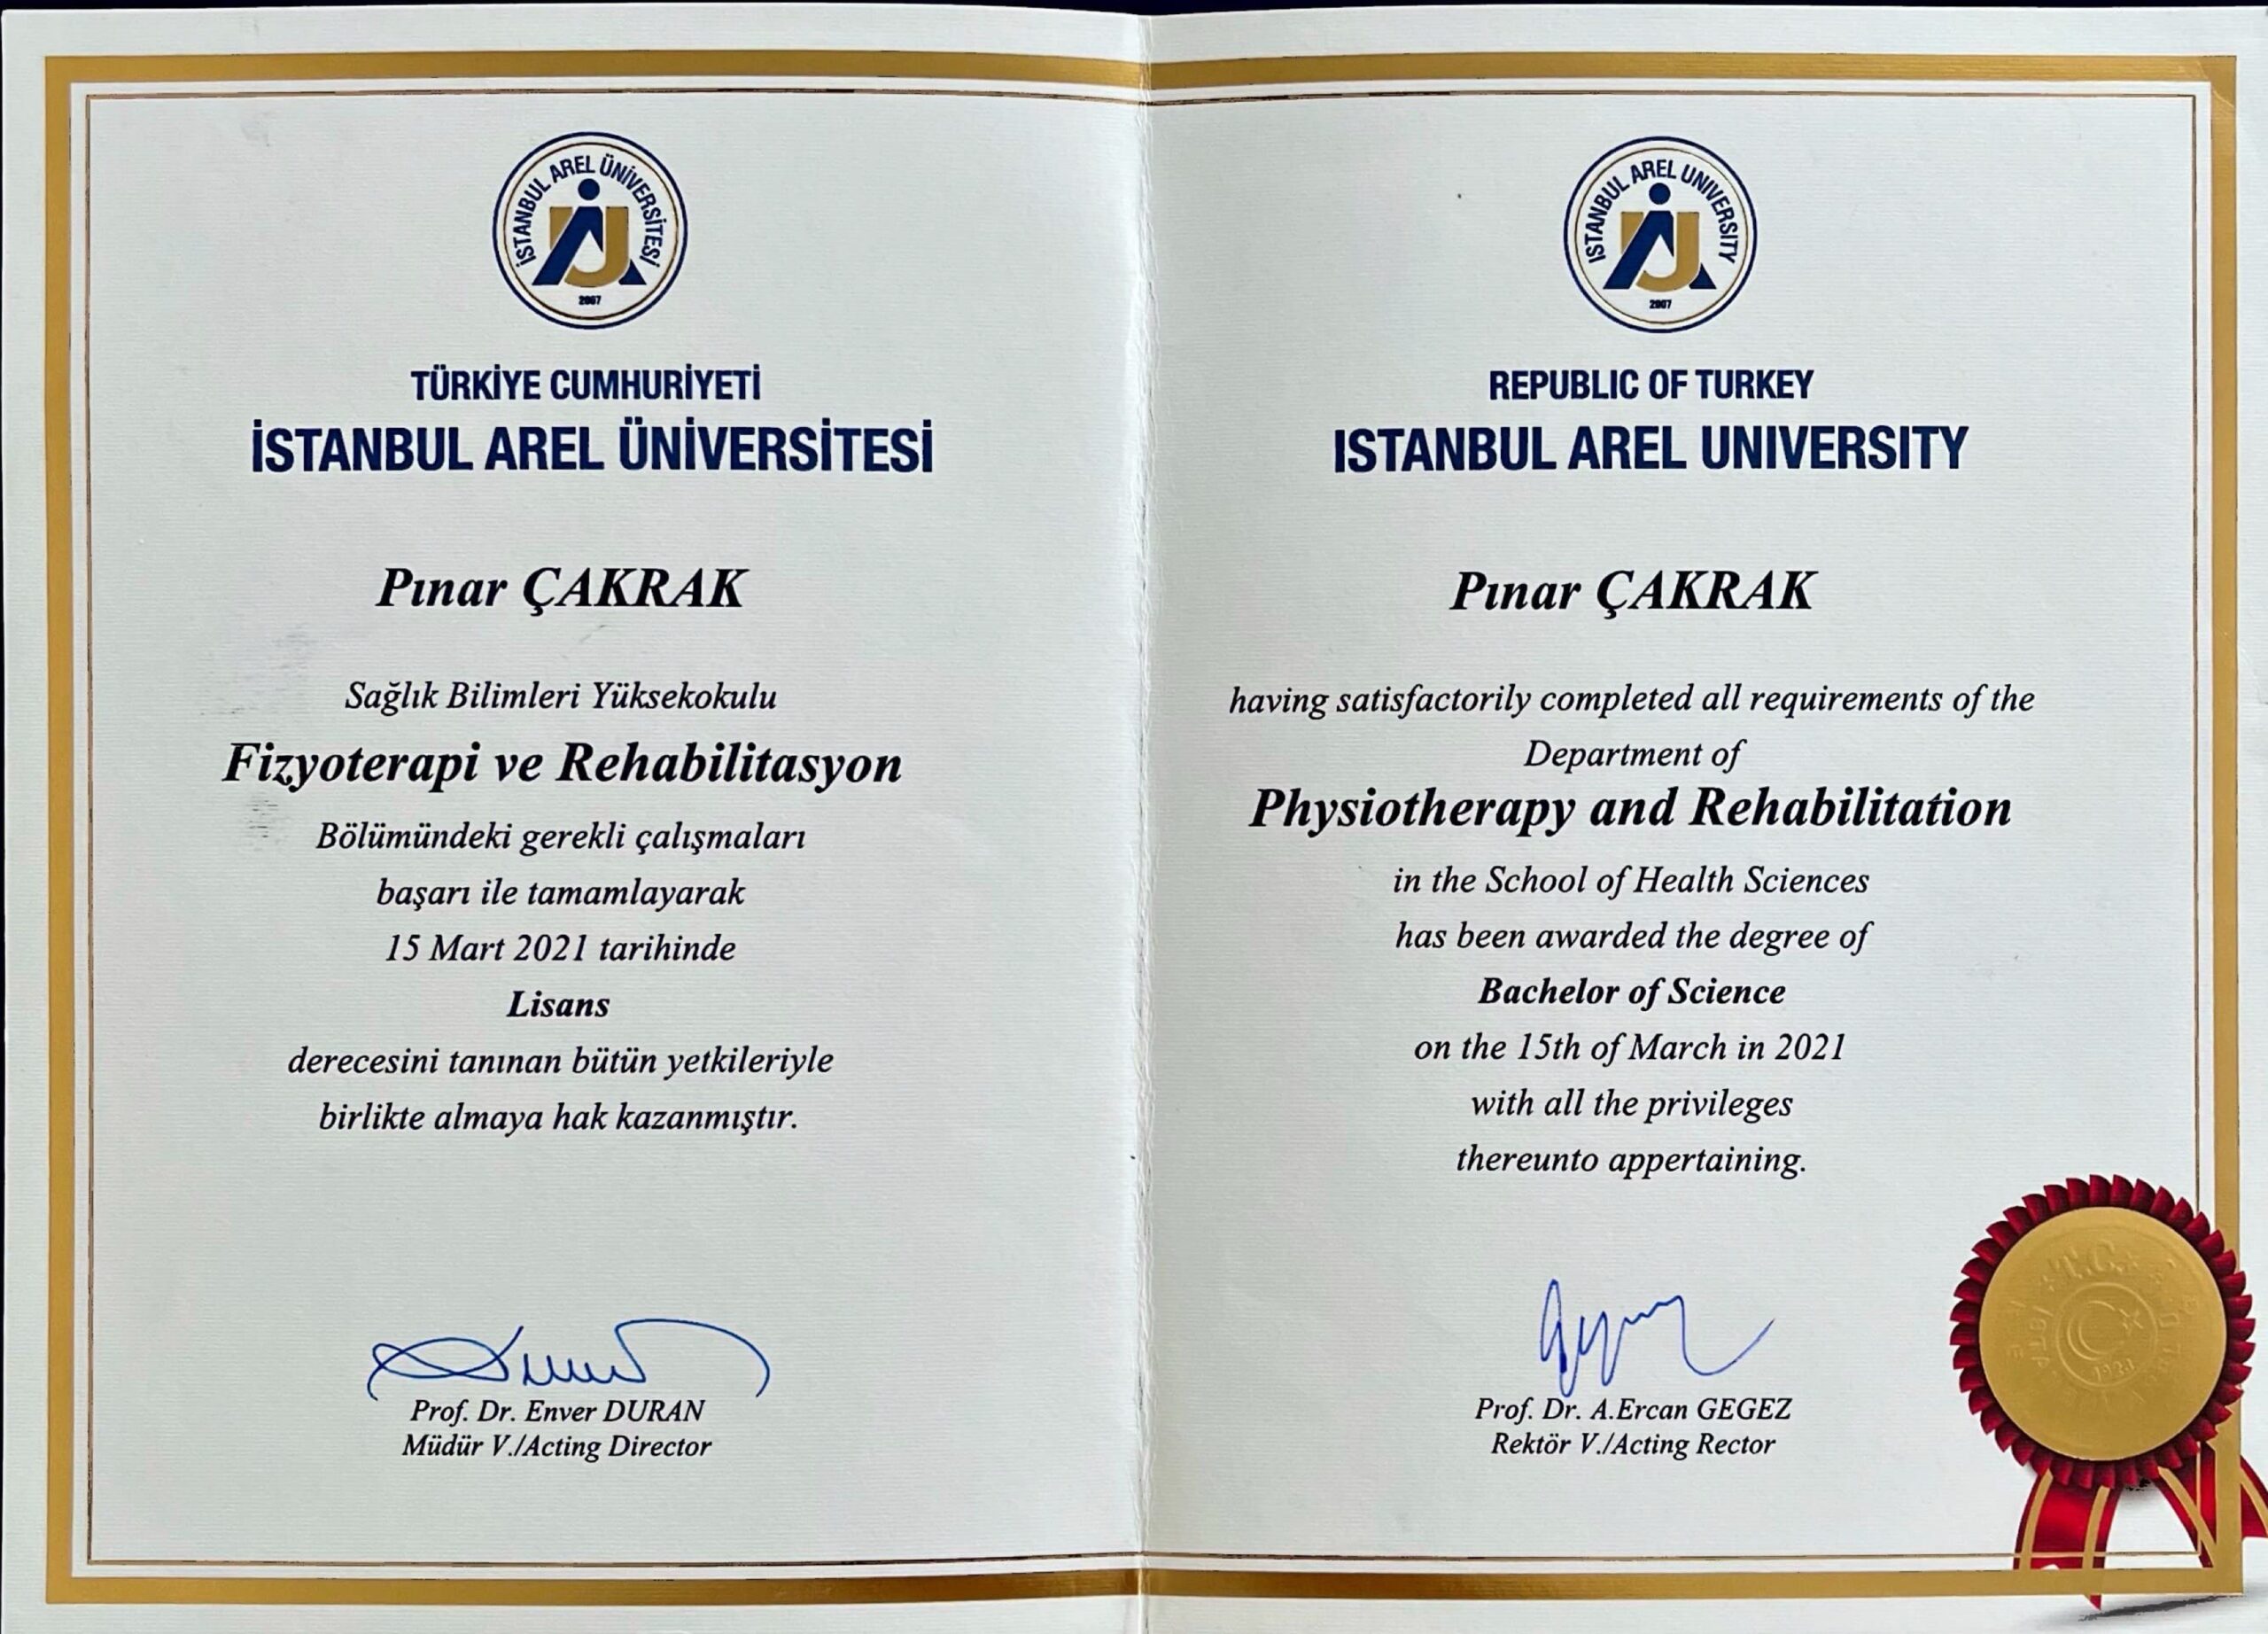 İSTANBUL AREL ÜNİVERSİTESİ
2007
TÜRKİYE CUMHURİYETİ
İSTANBUL AREL ÜNİVERSİTESİ
Pınar ÇAKRAK
Sağlık Bilimleri Yüksekokulu
Fizyoterapi ve Rehabilitasyon
Bölümündeki gerekli çalışmaları
başarı ile tamamlayarak
15 Mart 2021 tarihinde
Lisans
derecesini tanınan bütün yetkileriyle
birlikte almaya hak kazanmıştır.
Prof. Dr. Enver DURAN
Müdür V./Acting Director
ISTANBUL AREL UNIVERSITY
2007
REPUBLIC OF TURKEY
ISTANBUL AREL UNIVERSITY
Pınar ÇAKRAK
having satisfactorily completed all requirements of the
Department of
Physiotherapy and Rehabilitation
in the School of Health Sciences
has been awarded the degree of
Bachelor of Science
on the 15th of March in 2021
with all the privileges
thereunto appertaining.
Prof. Dr. A.Ercan GEGEZ
Rektör V./Acting Rector
T.C.
1923